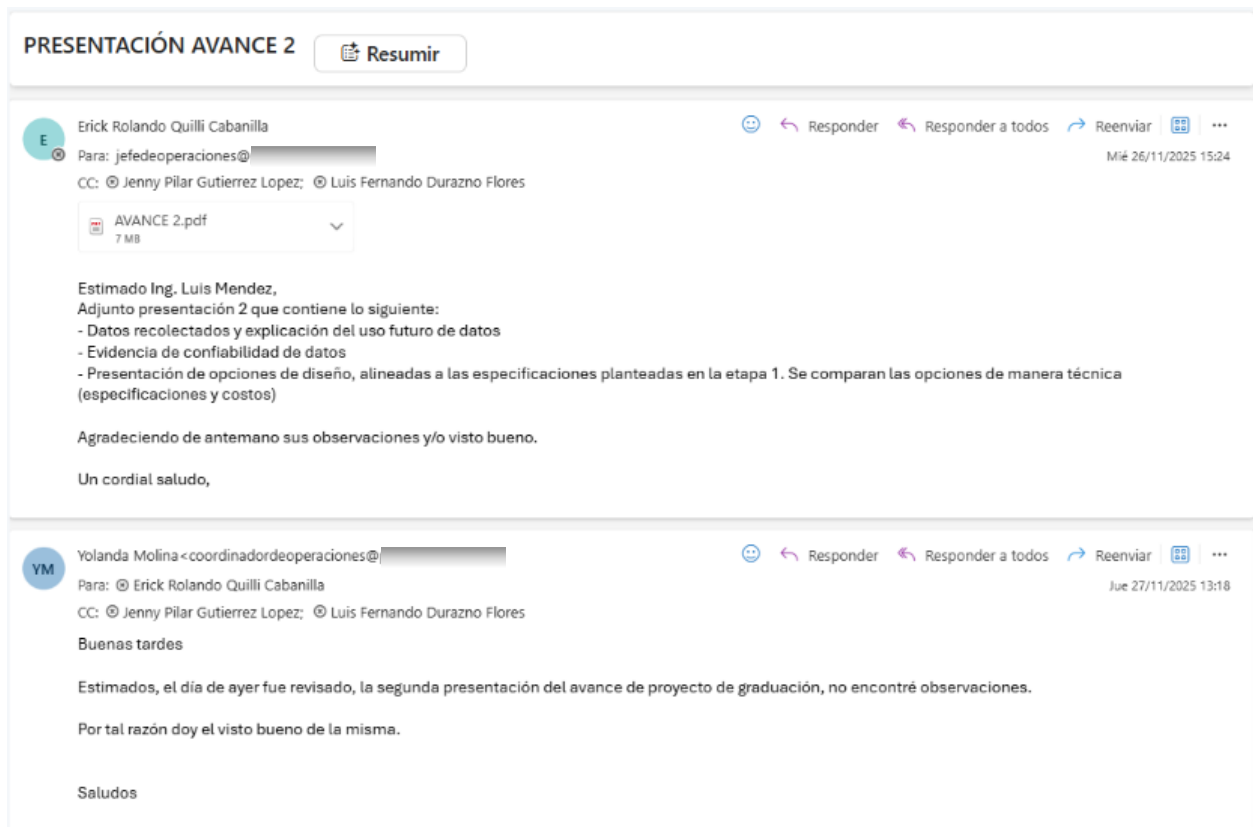 PRESENTACIÓN AVANCE 2
Resumir
E
Erick Rolando Quilli Cabanilla
Responder
Responder a todos
Reenviar
Para: jefedeoperaciones@
Mié 26/11/2025 15:24
CC: Jenny Pilar Gutierrez Lopez; Luis Fernando Durazno Flores
AVANCE 2.pdf
7 MB
Estimado Ing. Luis Mendez,
Adjunto presentación 2 que contiene lo siguiente:
- Datos recolectados y explicación del uso futuro de datos
- Evidencia de confiabilidad de datos
- Presentación de opciones de diseño, alineadas a las especificaciones planteadas en la etapa 1. Se comparan las opciones de manera técnica
(especificaciones y costos)
Agradeciendo de antemano sus observaciones y/o visto bueno.
Un cordial saludo,
YM
Yolanda Molina<coordinadordeoperaciones@
Responder
Responder a todos
Reenviar
Para: Erick Rolando Quilli Cabanilla
Jue 27/11/2025 13:18
CC: Jenny Pilar Gutierrez Lopez; Luis Fernando Durazno Flores
Buenas tardes
Estimados, el día de ayer fue revisado, la segunda presentación del avance de proyecto de graduación, no encontré observaciones.
Por tal razón doy el visto bueno de la misma.
Saludos